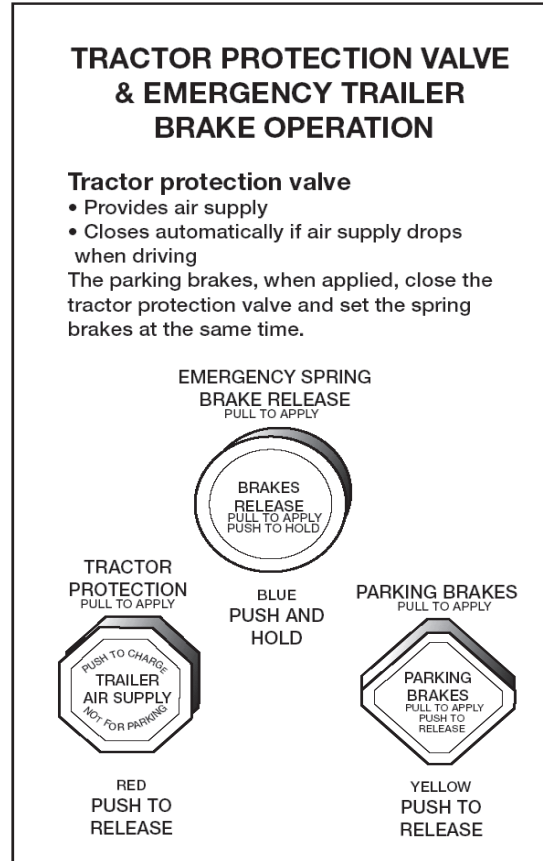 TRACTOR PROTECTION VALVE
& EMERGENCY TRAILER
BRAKE OPERATION
Tractor protection valve
• Provides air supply
• Closes automatically if air supply drops
when driving
The parking brakes, when applied, close the
tractor protection valve and set the spring
brakes at the same time.
EMERGENCY SPRING
BRAKE RELEASE
PULL TO APPLY
BRAKES
RELEASE
PULL TO APPLY
PUSH TO HOLD
BLUE
PUSH AND
HOLD
TRACTOR
PROTECTION
PULL TO APPLY
PUSH TO CHARGE
TRAILER
AIR SUPPLY
NOT FOR PARKING
RED
PUSH TO
RELEASE
PARKING BRAKES
PULL TO APPLY
PARKING
BRAKES
PULL TO APPLY
PUSH TO
RELEASE
YELLOW
PUSH TO
RELEASE